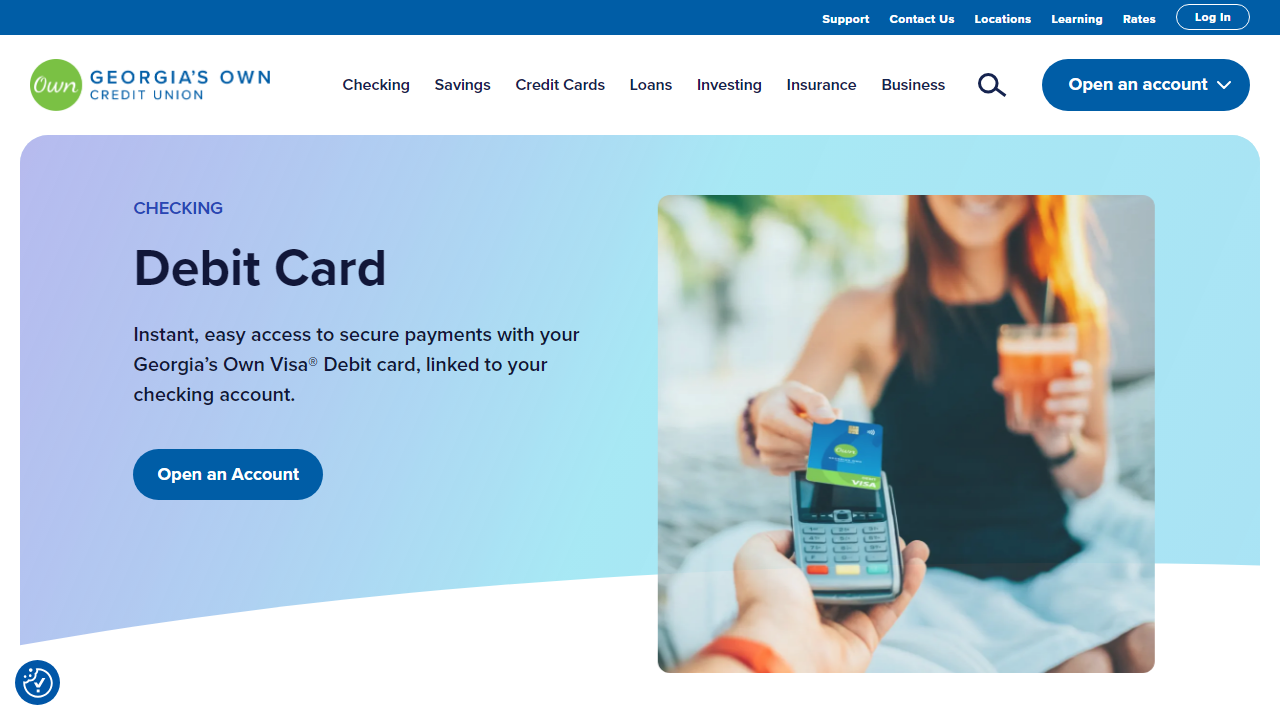 Support Contact Us Locations Learning Rates Log In
Own GEORGIA'S OWN
CREDIT UNION
Checking Savings Credit Cards Loans Investing Insurance Business
Open an account
CHECKING
Debit Card
Instant, easy access to secure payments with your
Georgia’s Own Visa® Debit card, linked to your
checking account.
Open an Account
Own
VISA